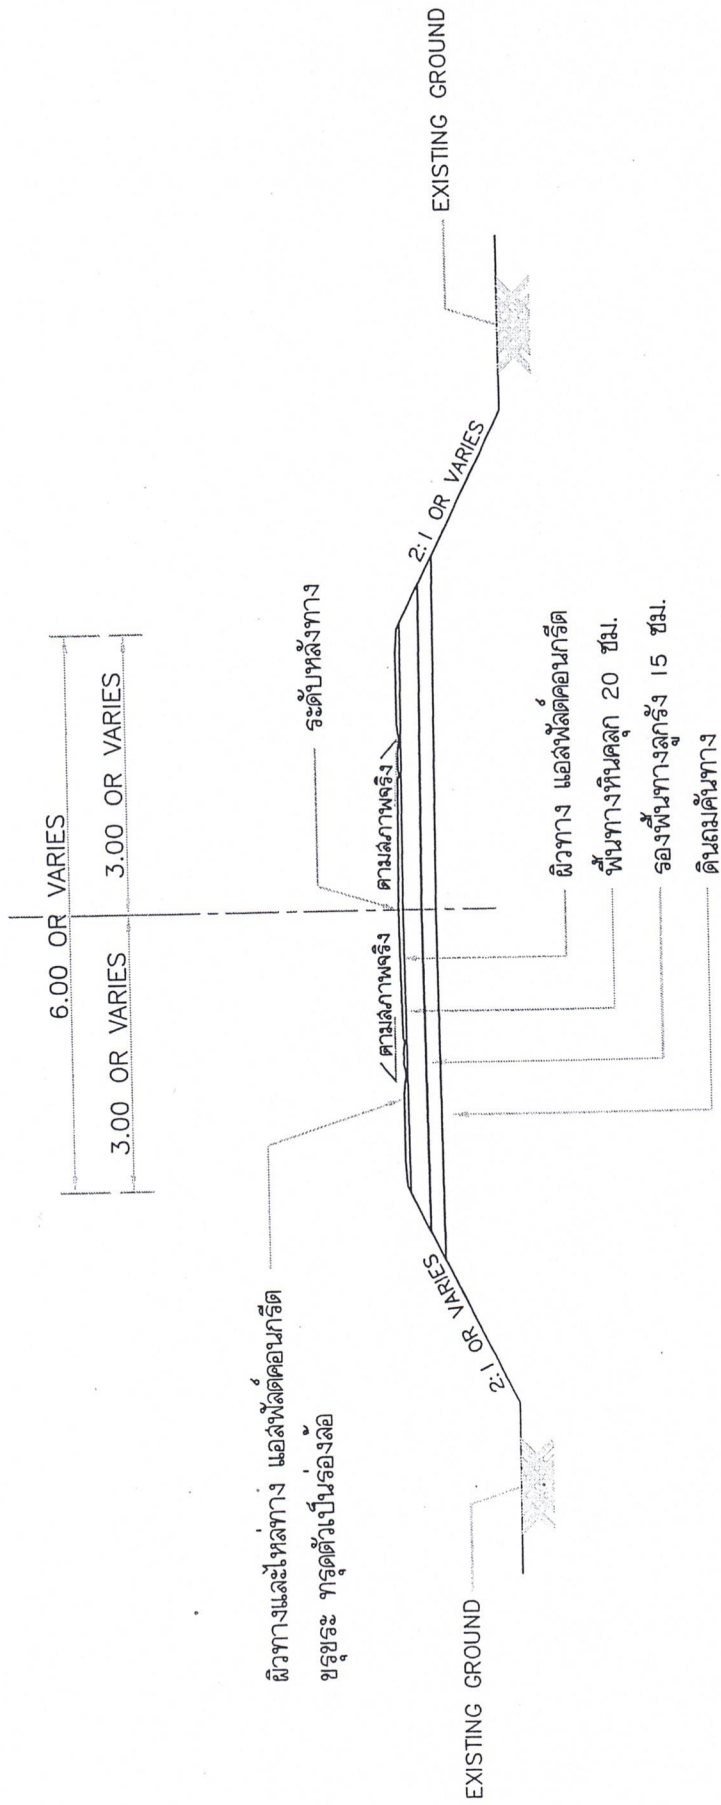 6.00 OR VARIES
3.00 OR VARIES
3.00 OR VARIES
ผิวทางและไหล่ทาง แอสฟัลต์คอนกรีต
ขรุขระ ทรุดตัวเป็นร่องล้อ
ระดับหลังทาง
ตามสภาพจริง
ตามสภาพจริง
2:1 OR VARIES
2:1 OR VARIES
EXISTING GROUND
EXISTING GROUND
ผิวทาง แอสฟัลต์คอนกรีต
พื้นทางหินคลุก 20 ซม.
รองพื้นทางลูกรัง 15 ซม.
ดินถมคันทาง